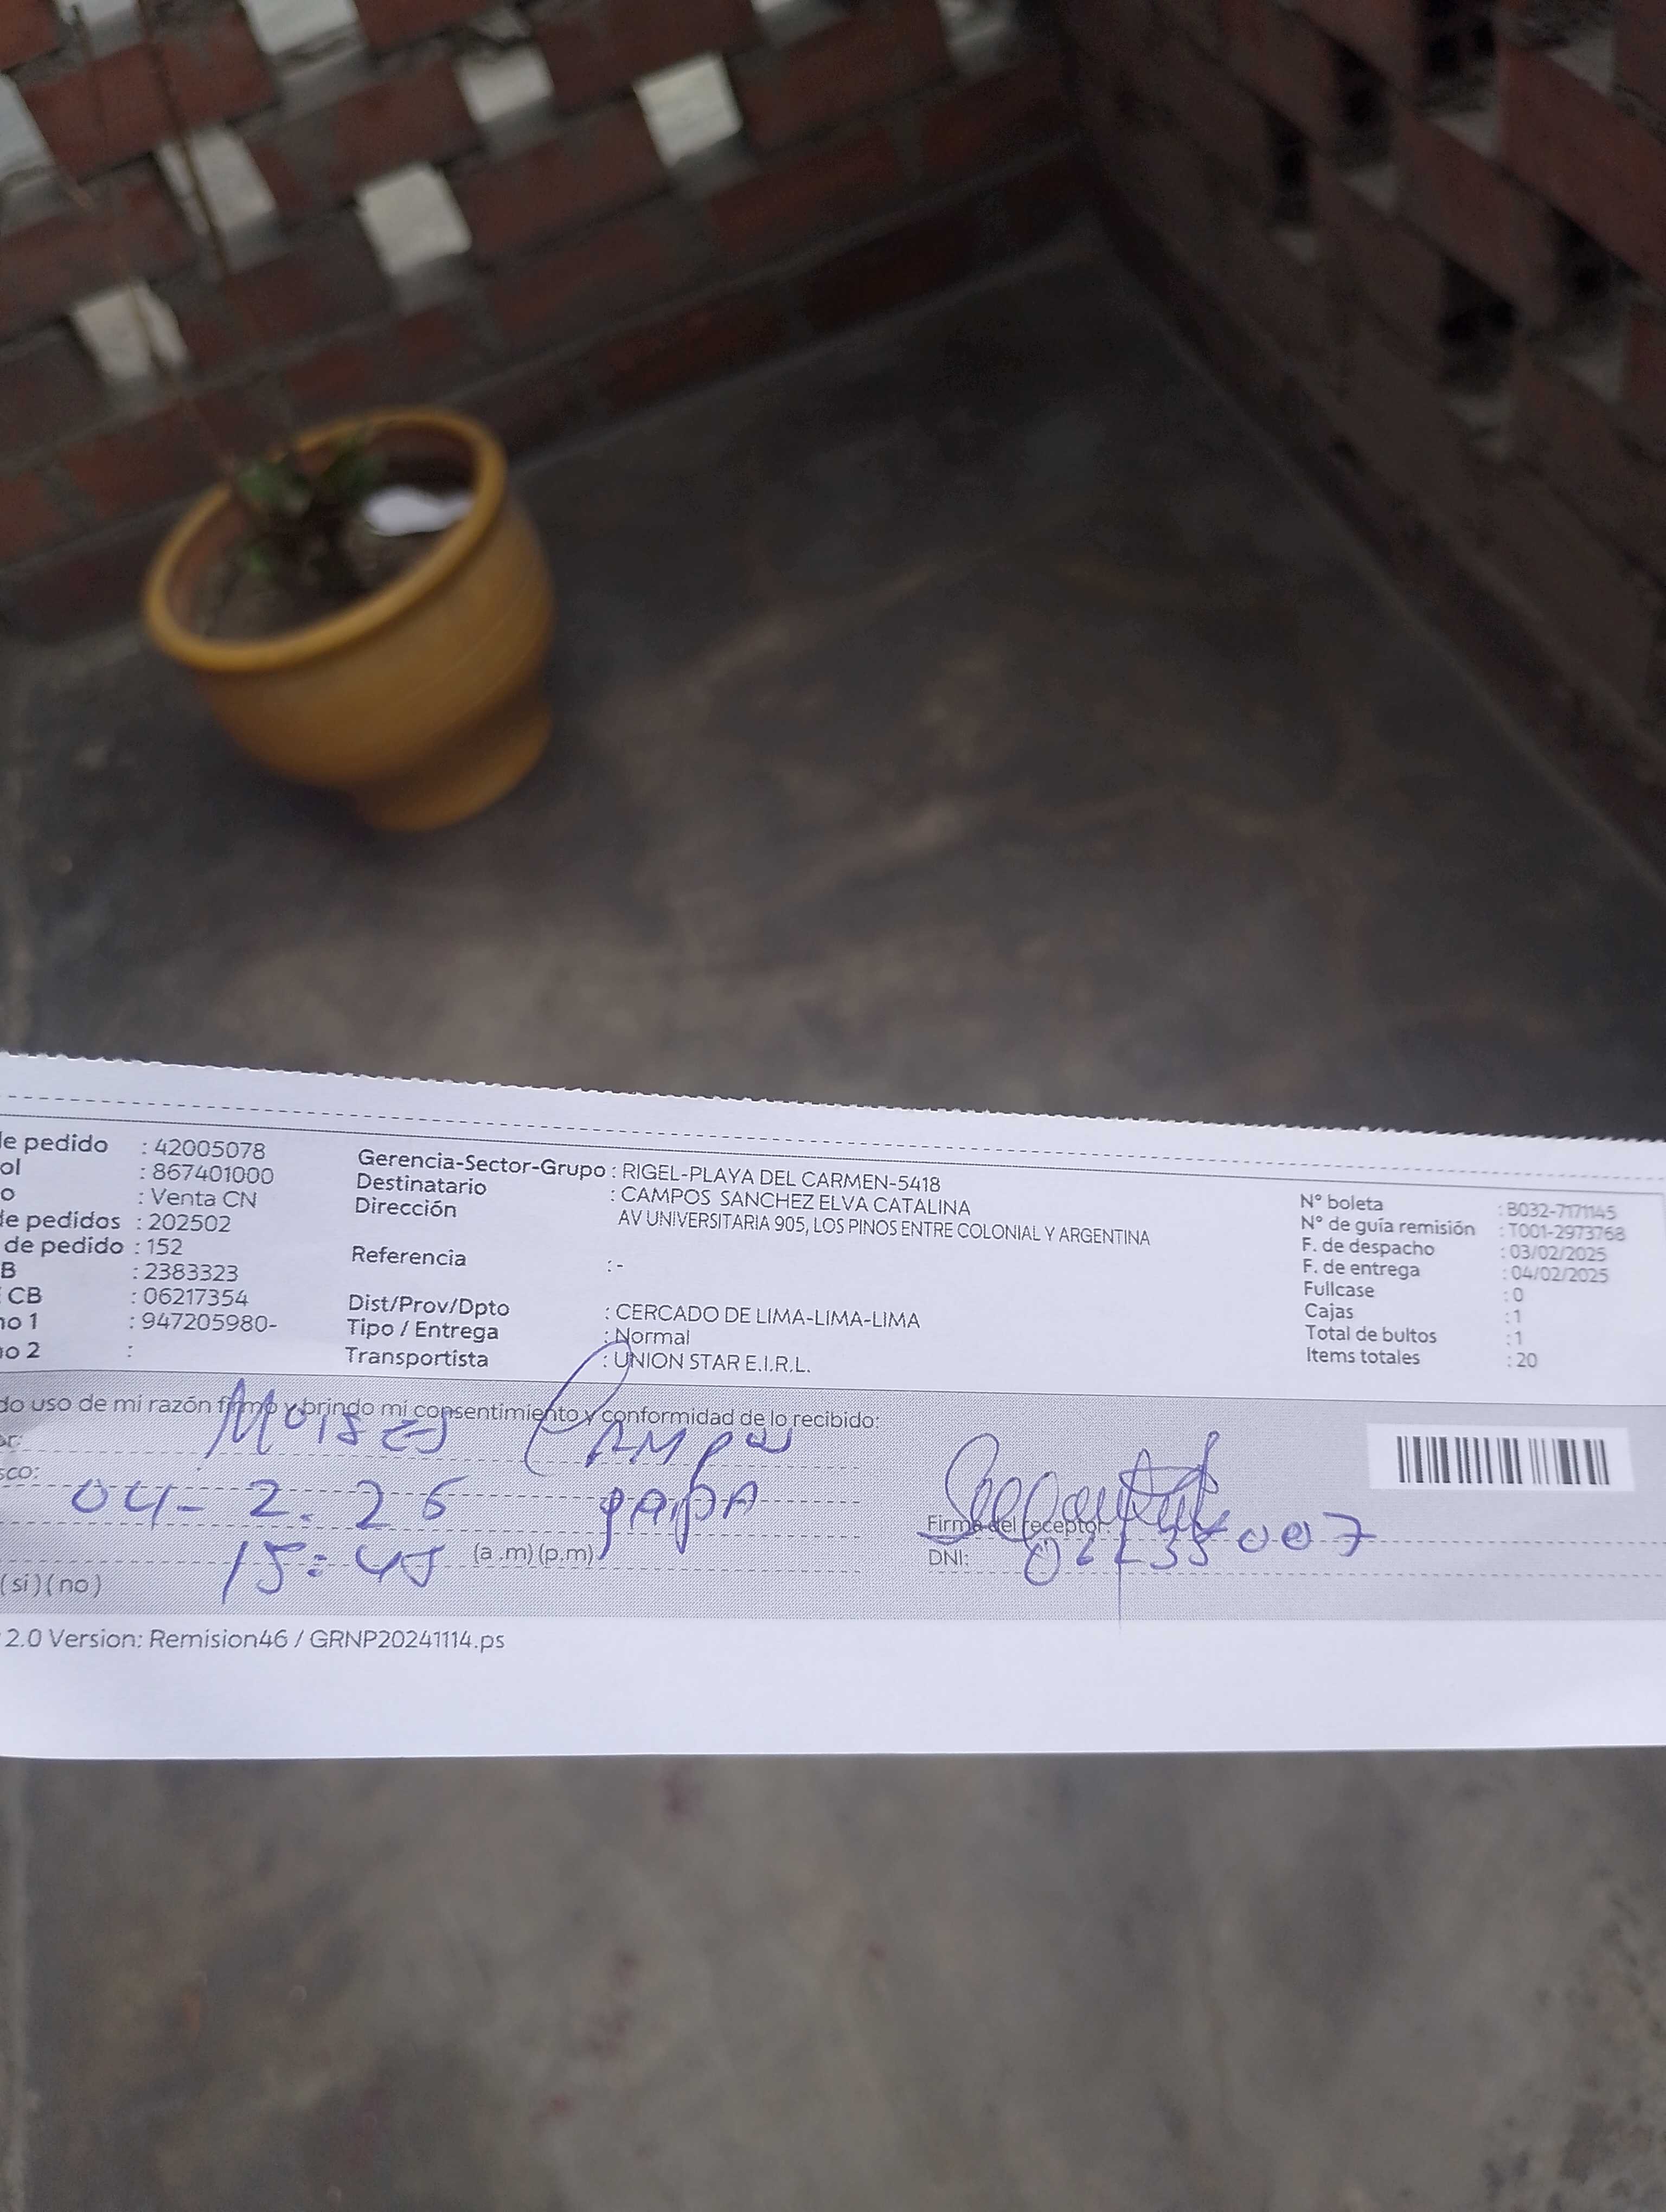 de pedido : 42005078
ol : 867401000
o : Venta CN
de pedidos : 202502
de pedido : 152
B : 2383323
CB : 06217354
no 1 : 947205980-
no 2 :
Gerencia-Sector-Grupo : RIGEL-PLAYA DEL CARMEN-5418
Destinatario : CAMPOS SANCHEZ ELVA CATALINA
Dirección AV UNIVERSITARIA 905, LOS PINOS ENTRE COLONIAL Y ARGENTINA
Referencia : -
Dist/Prov/Dpto : CERCADO DE LIMA-LIMA-LIMA
Tipo / Entrega : Normal
Transportista : UNION STAR E.I.R.L.
N° boleta : B032-7171145
N° de guía remisión : T001-2973768
F. de despacho : 03/02/2025
F. de entrega : 04/02/2025
Fullcase : 0
Cajas : 1
Total de bultos : 1
Items totales : 20
do uso de mi razón firmo y brindo mi consentimiento y conformidad de lo recibido:
or: Moises Campos
sco: papa
04-2.25
15:45 (a .m) (p.m)
(si) (no)
Firma del receptor:
DNI:
2.0 Version: Remision46 / GRNP20241114.ps